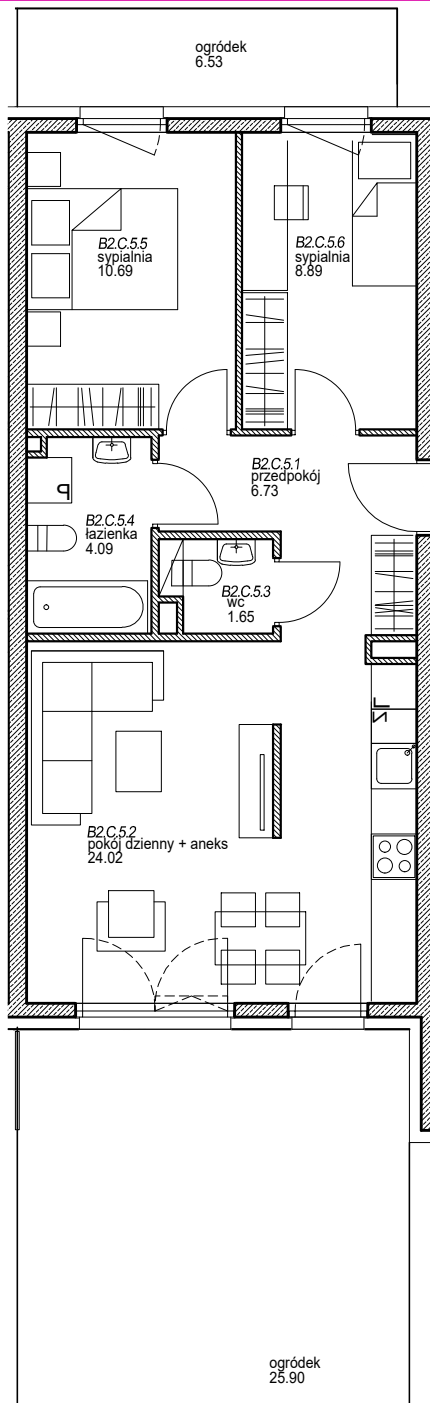 ogródek
6.53
B2.C.5.5
sypialnia
10.69
B2.C.5.6
sypialnia
8.89
B2.C.5.1
przedpokój
6.73
P
B2.C.5.4
łazienka
4.09
B2.C.5.3
wc
1.65
L
Z
B2.C.5.2
pokój dzienny + aneks
24.02
ogródek
25.90